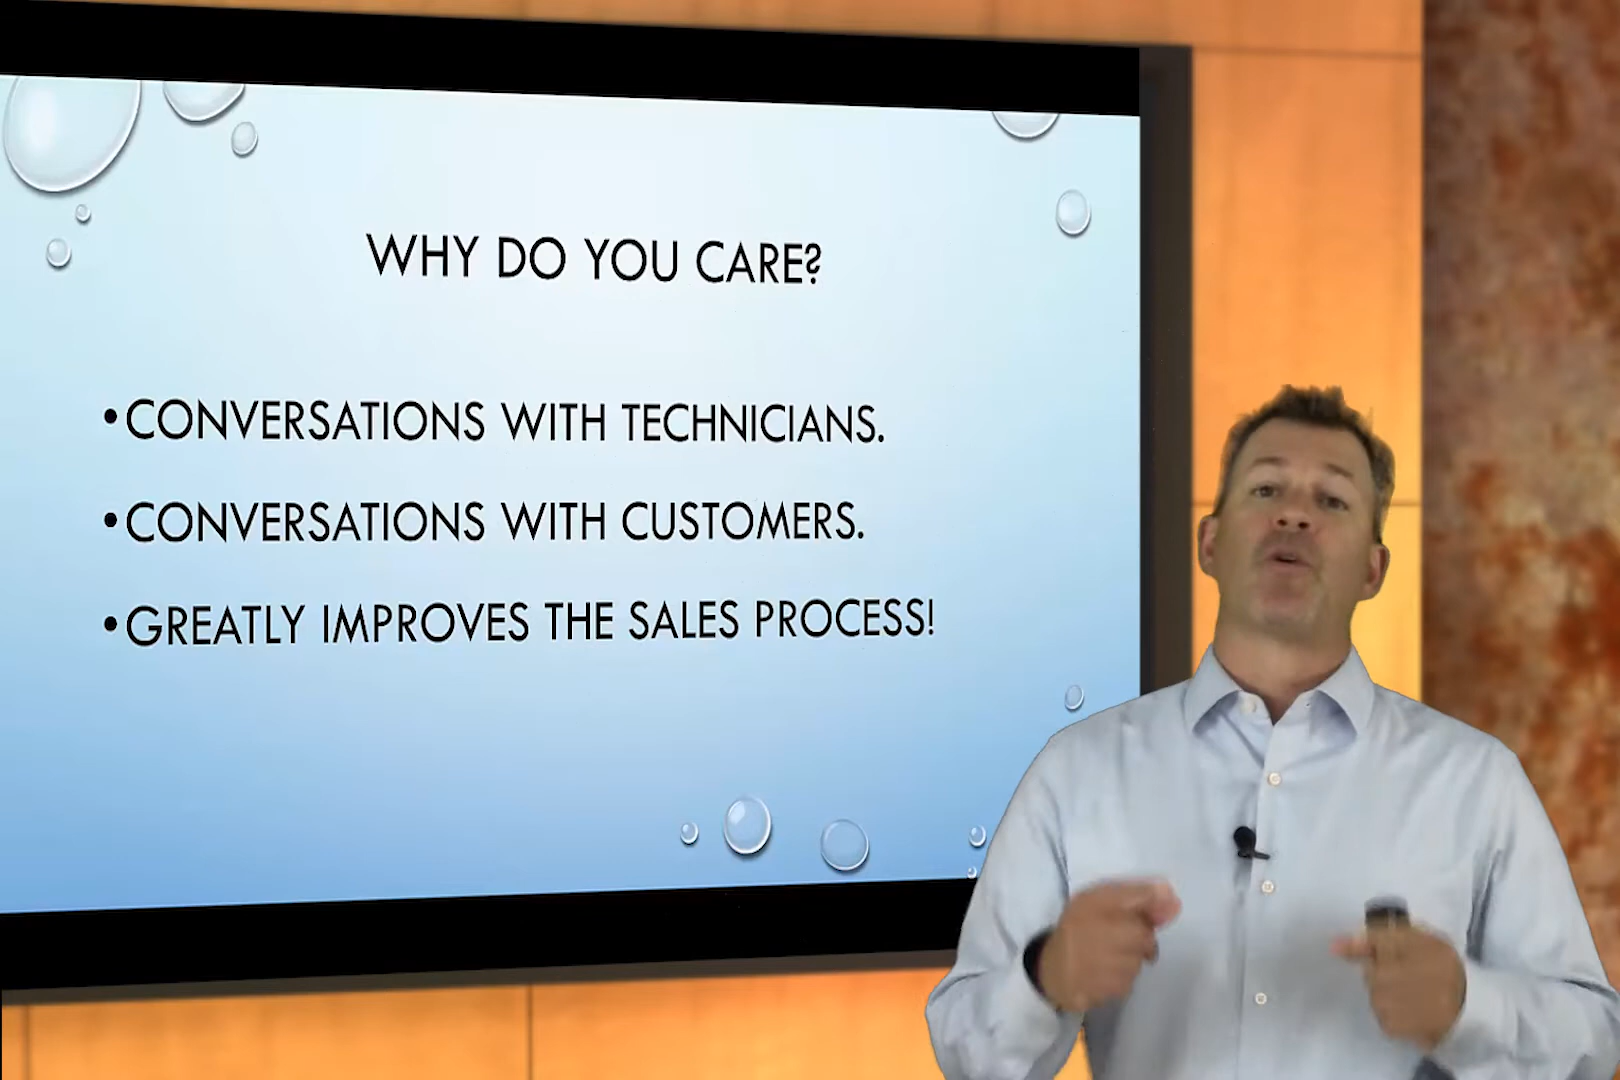 WHY DO YOU CARE?
•CONVERSATIONS WITH TECHNICIANS.
•CONVERSATIONS WITH CUSTOMERS.
•GREATLY IMPROVES THE SALES PROCESS!